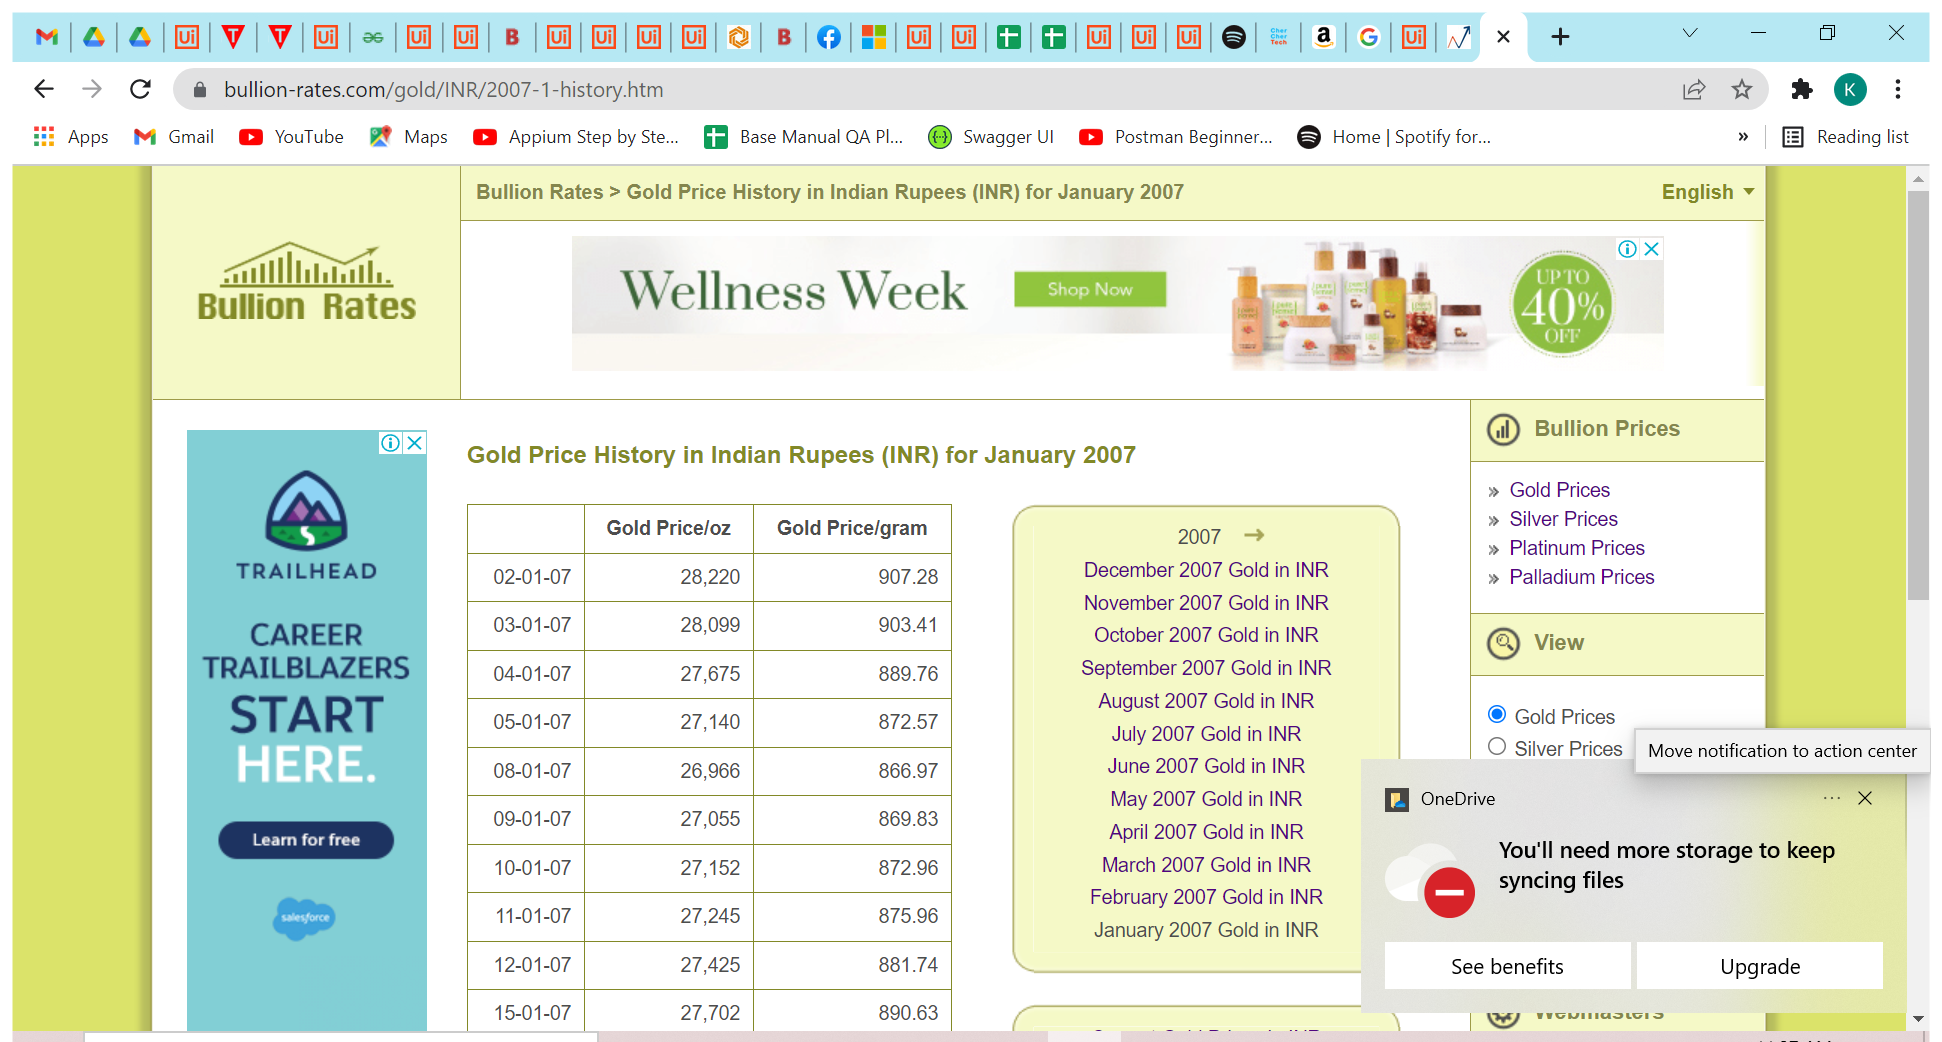 bullion-rates.com/gold/INR/2007-1-history.htm
K
Apps Gmail YouTube Maps Appium Step by Ste... Base Manual QA Pl... Swagger UI Postman Beginner... Home | Spotify for... » Reading list
Bullion Rates > Gold Price History in Indian Rupees (INR) for January 2007
English
Bullion Rates
Wellness Week
Shop Now
UP TO
40%
OFF
TRAILHEAD
CAREER
TRAILBLAZERS
START
HERE.
Learn for free
salesforce
Gold Price History in Indian Rupees (INR) for January 2007
Gold Price/oz Gold Price/gram
02-01-07 28,220 907.28
03-01-07 28,099 903.41
04-01-07 27,675 889.76
05-01-07 27,140 872.57
08-01-07 26,966 866.97
09-01-07 27,055 869.83
10-01-07 27,152 872.96
11-01-07 27,245 875.96
12-01-07 27,425 881.74
15-01-07 27,702 890.63
2007 →
December 2007 Gold in INR
November 2007 Gold in INR
October 2007 Gold in INR
September 2007 Gold in INR
August 2007 Gold in INR
July 2007 Gold in INR
June 2007 Gold in INR
May 2007 Gold in INR
April 2007 Gold in INR
March 2007 Gold in INR
February 2007 Gold in INR
January 2007 Gold in INR
Bullion Prices
» Gold Prices
» Silver Prices
» Platinum Prices
» Palladium Prices
View
Gold Prices
Silver Prices
Move notification to action center
OneDrive
You'll need more storage to keep
syncing files
See benefits Upgrade
Webmasters